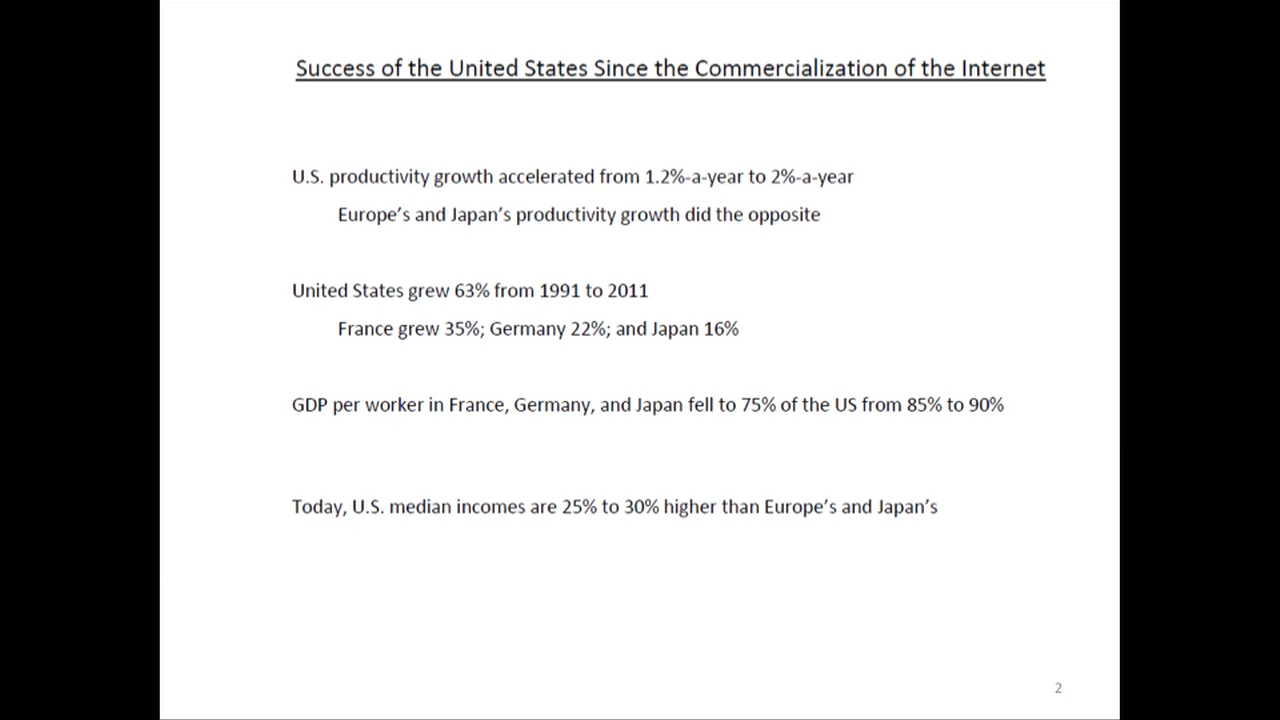 Success of the United States Since the Commercialization of the Internet
U.S. productivity growth accelerated from 1.2%-a-year to 2%-a-year
Europe’s and Japan’s productivity growth did the opposite
United States grew 63% from 1991 to 2011
France grew 35%; Germany 22%; and Japan 16%
GDP per worker in France, Germany, and Japan fell to 75% of the US from 85% to 90%
Today, U.S. median incomes are 25% to 30% higher than Europe’s and Japan’s
2